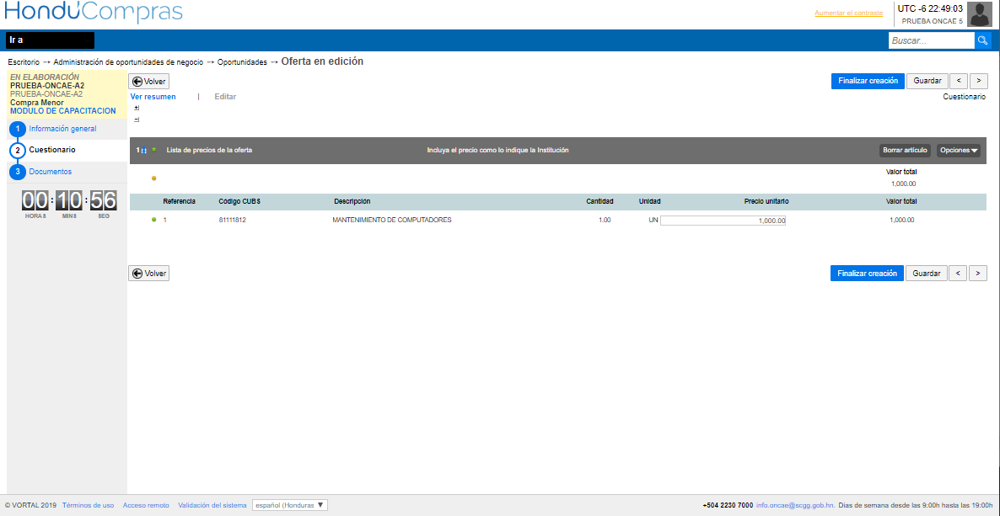 HonduCompras
Aumentar el contraste
UTC -6 22:49:03
PRUEBA ONCAE 5
Ir a
Buscar...
Escritorio → Administración de oportunidades de negocio → Oportunidades → Oferta en edición
EN ELABORACIÓN
PRUEBA-ONCAE-A2
PRUEBA-ONCAE-A2
Compra Menor
MODULO DE CAPACITACION
1 Información general
2 Cuestionario
3 Documentos
00 : 10 : 56
HORAS MINS SEG
Volver
Finalizar creación Guardar < >
Ver resumen | Editar
Cuestionario
1 Lista de precios de la oferta Incluya el precio como lo indique la Institución Borrar artículo Opciones
Valor total
1,000.00
Referencia Código CUBS Descripción Cantidad Unidad Precio unitario Valor total
1 81111812 MANTENIMIENTO DE COMPUTADORES 1.00 UN 1,000.00 1,000.00
Volver
Finalizar creación Guardar < >
© VORTAL 2019 Términos de uso Acceso remoto Validación del sistema español (Honduras ▼ +504 2230 7000 info.oncae@scgg.gob.hn. Dias de semana desde las 9:00h hasta las 19:00h